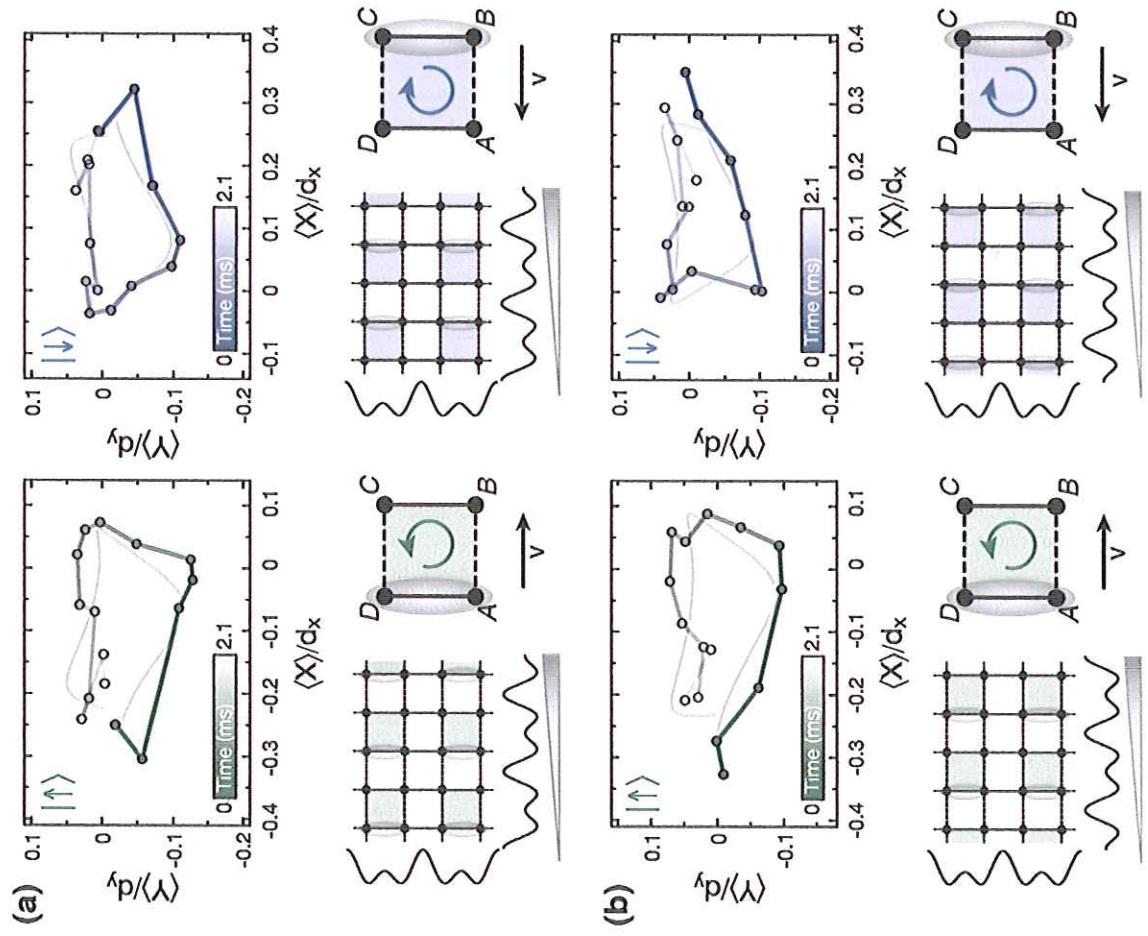 (a)
|↑⟩
0.1
0
-0.1
-0.2
⟨Y⟩/dy
0 Time (ms) 2.1
-0.4 -0.3 -0.2 -0.1 0 0.1
⟨X⟩/dx
D C
A B
v
|↓⟩
0.1
0
-0.1
-0.2
⟨Y⟩/dy
0 Time (ms) 2.1
-0.1 0 0.1 0.2 0.3 0.4
⟨X⟩/dx
D C
A B
v
(b)
|↑⟩
0.1
0
-0.1
⟨Y⟩/dy
0 Time (ms) 2.1
-0.4 -0.3 -0.2 -0.1 0 0.1
⟨X⟩/dx
D C
A B
v
|↓⟩
0.1
0
-0.1
-0.2
⟨Y⟩/dy
0 Time (ms) 2.1
-0.1 0 0.1 0.2 0.3 0.4
⟨X⟩/dx
D C
A B
v